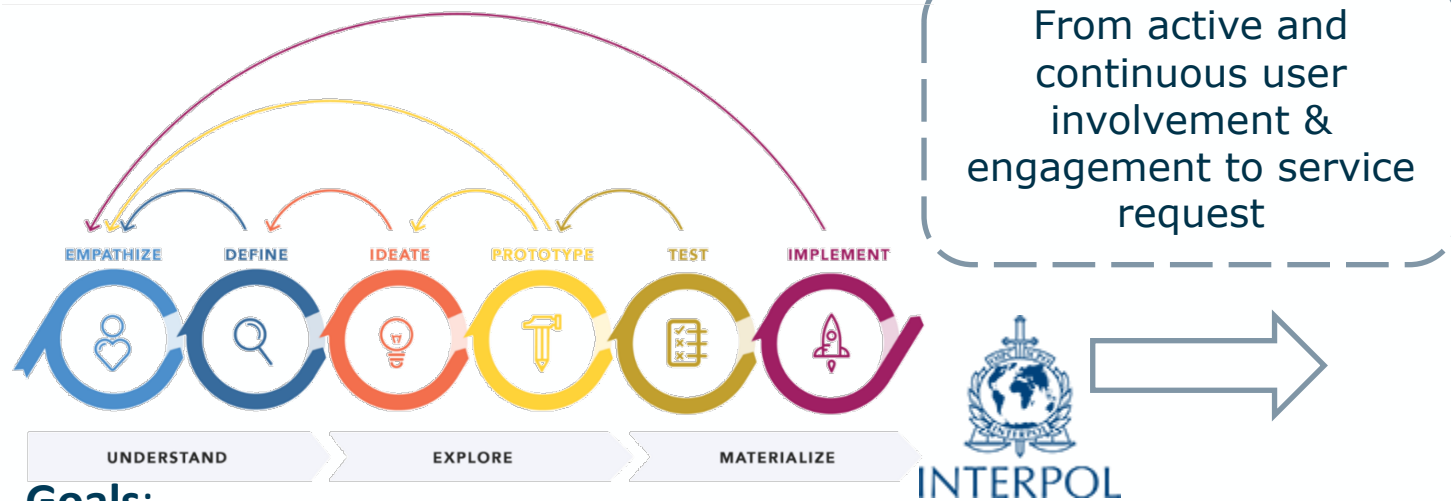 From active and
continuous user
involvement &
engagement to service
request
EMPATHIZE DEFINE IDEATE PROTOTYPE TEST IMPLEMENT
UNDERSTAND EXPLORE MATERIALIZE
INTERPOL
INTERPOL
Goals: